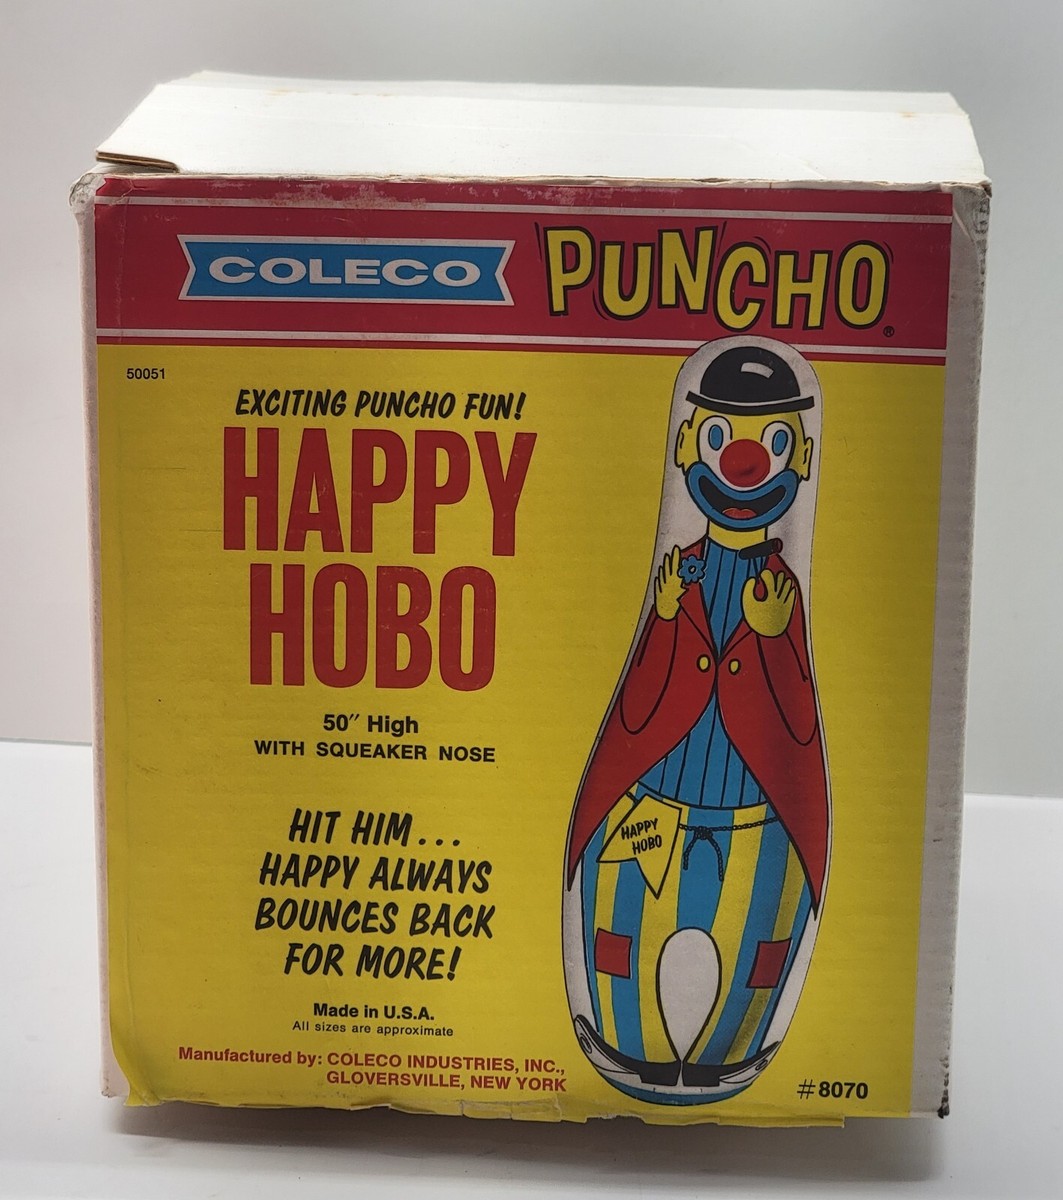 COLECO
PUNCHO®
50051
EXCITING PUNCHO FUN!
HAPPY
HOBO
50" High
WITH SQUEAKER NOSE
HIT HIM...
HAPPY ALWAYS
BOUNCES BACK
FOR MORE!
Made in U.S.A.
All sizes are approximate
Manufactured by: COLECO INDUSTRIES, INC.,
GLOVERSVILLE, NEW YORK
HAPPY
HOBO
#8070